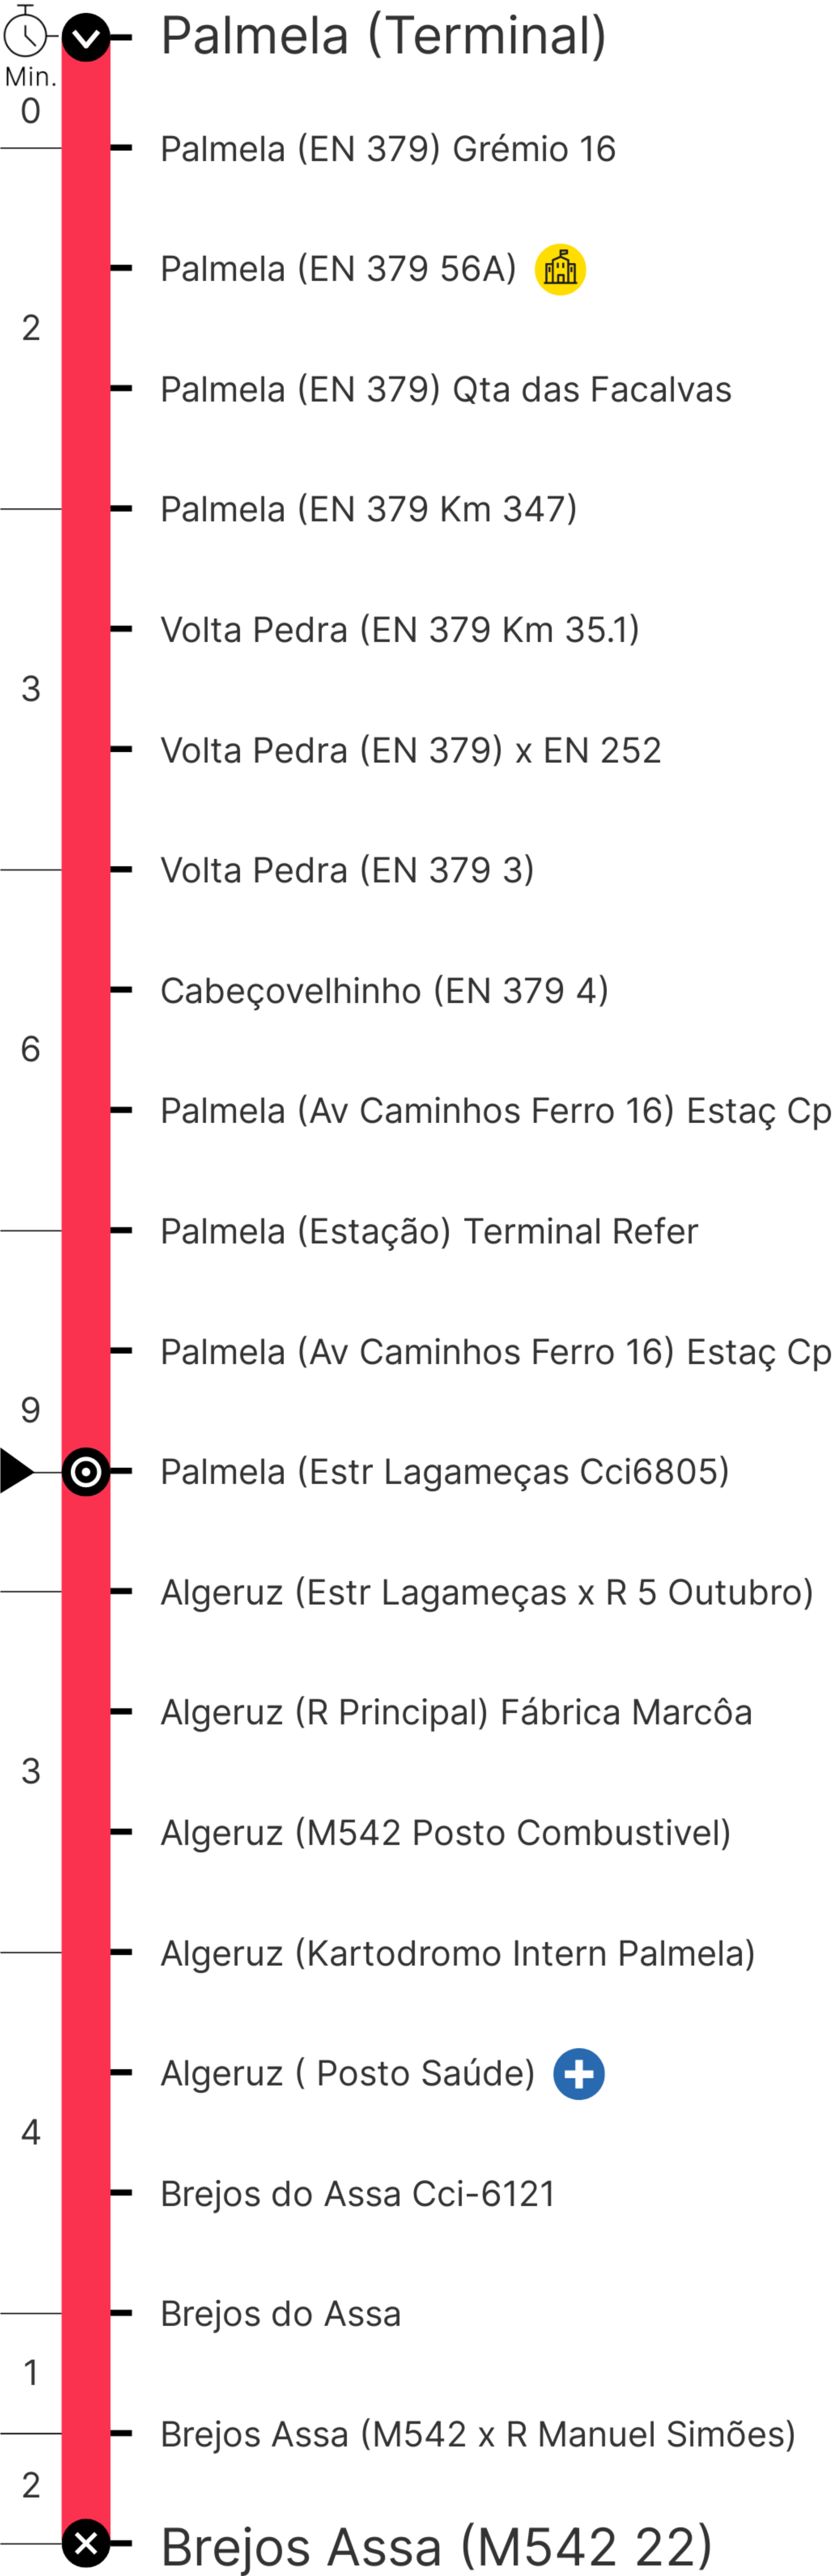 Palmela (Terminal)
Min.
0
Palmela (EN 379) Grémio 16
Palmela (EN 379 56A)
2
Palmela (EN 379) Qta das Facalvas
Palmela (EN 379 Km 347)
Volta Pedra (EN 379 Km 35.1)
3
Volta Pedra (EN 379) x EN 252
Volta Pedra (EN 379 3)
Cabeçovelhinho (EN 379 4)
6
Palmela (Av Caminhos Ferro 16) Estaç Cp
Palmela (Estação) Terminal Refer
Palmela (Av Caminhos Ferro 16) Estaç Cp
9
Palmela (Estr Lagameças Cci6805)
Algeruz (Estr Lagameças x R 5 Outubro)
Algeruz (R Principal) Fábrica Marcôa
3
Algeruz (M542 Posto Combustivel)
Algeruz (Kartodromo Intern Palmela)
Algeruz ( Posto Saúde)
4
Brejos do Assa Cci-6121
Brejos do Assa
1
Brejos Assa (M542 x R Manuel Simões)
2
Brejos Assa (M542 22)